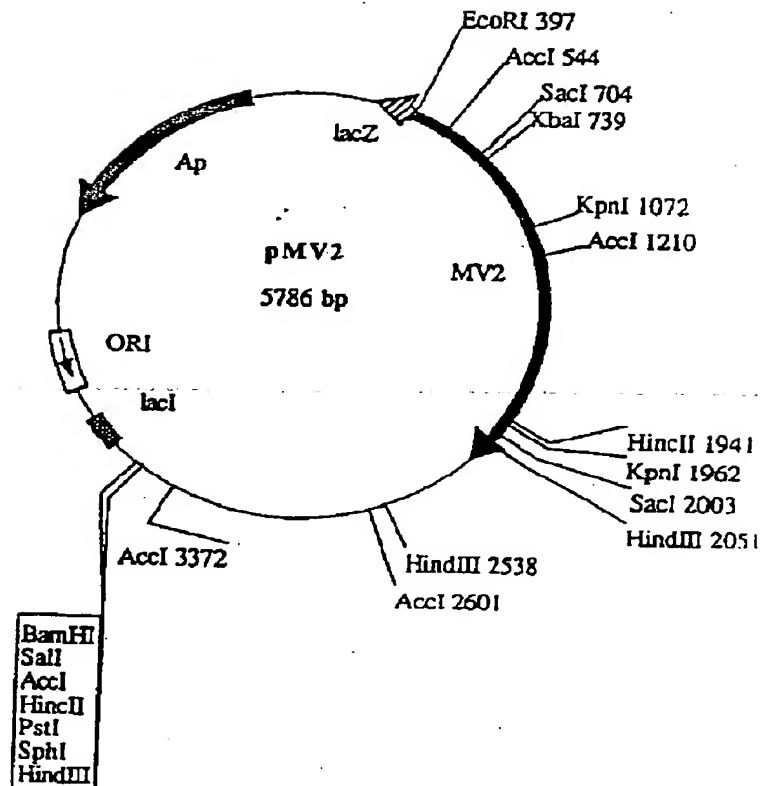 EcoRI 397
AccI 544
SacI 704
XbaI 739
lacZ
Ap
KpnI 1072
AccI 1210
pMV2
5786 bp
MV2
ORI
lacI
HincII 1941
KpnI 1962
SacI 2003
HindIII 2051
AccI 3372
HindIII 2538
AccI 2601
BamHI
SalI
AccI
HincII
PstI
SphI
HindIII